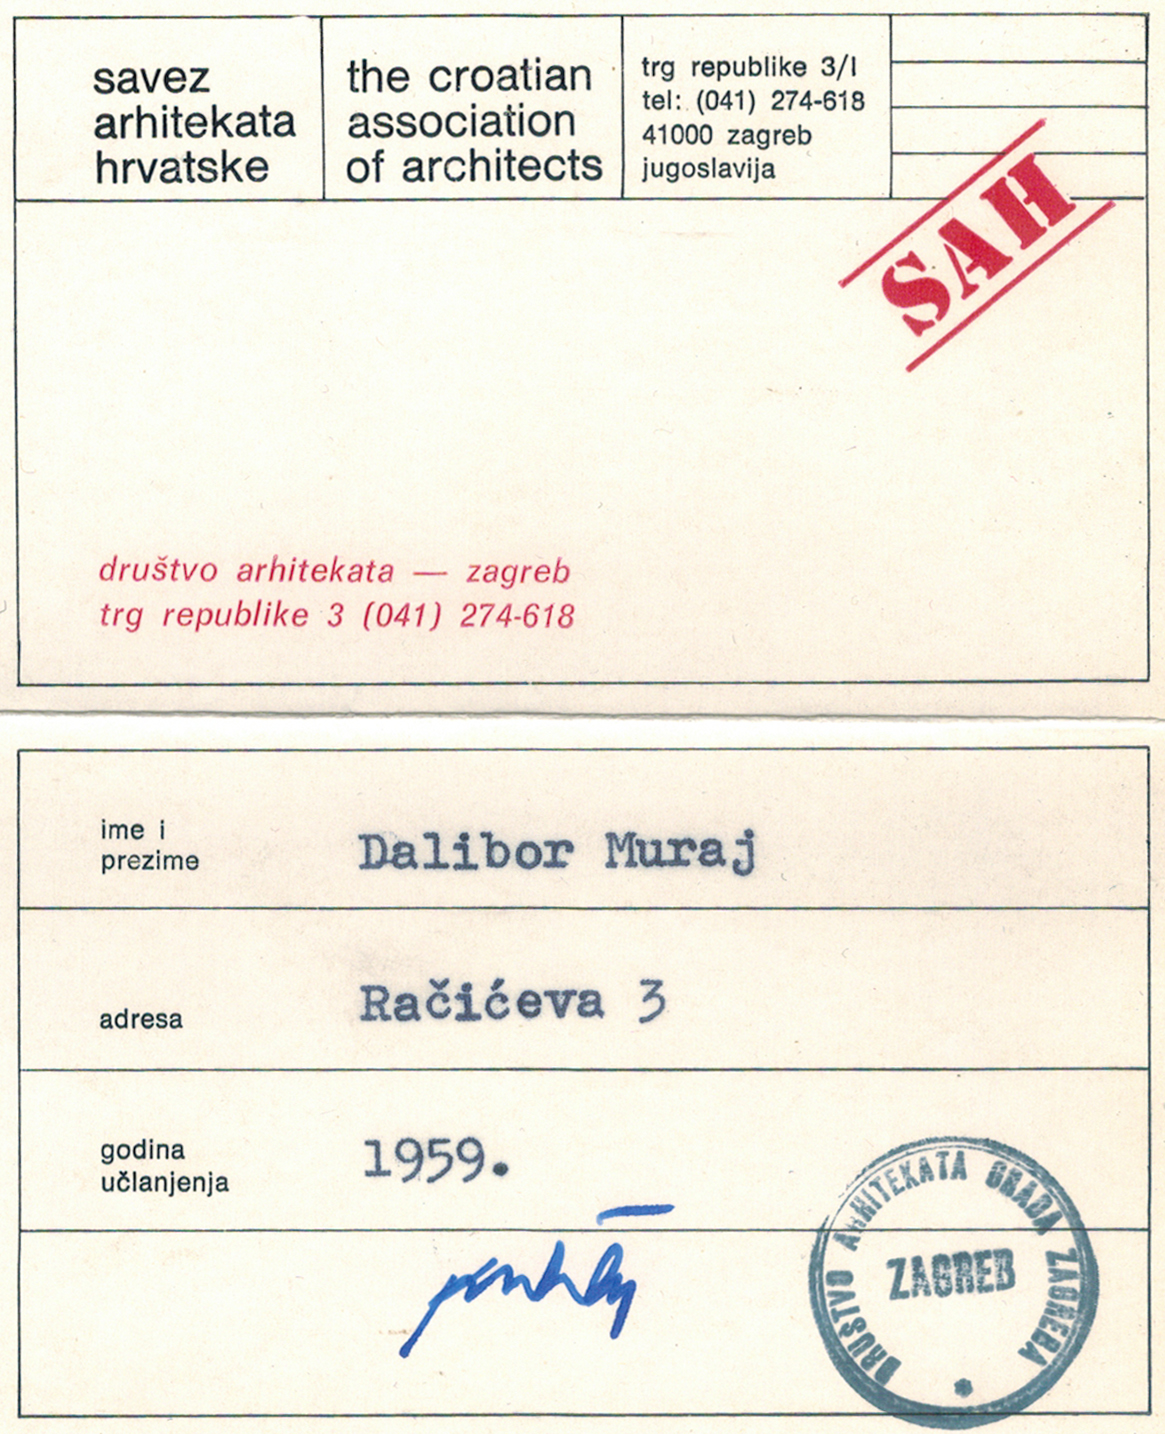 savez
arhitekata
hrvatske
the croatian
association
of architects
trg republike 3/I
tel: (041) 274-618
41000 zagreb
jugoslavija
SAH
društvo arhitekata — zagreb
trg republike 3 (041) 274-618
ime i
prezime
Dalibor Muraj
adresa
Račićeva 3
godina
učlanjenja
1959.
DRUŠTVO ARHITEKATA GRADA ZAGREBA
ZAGREB